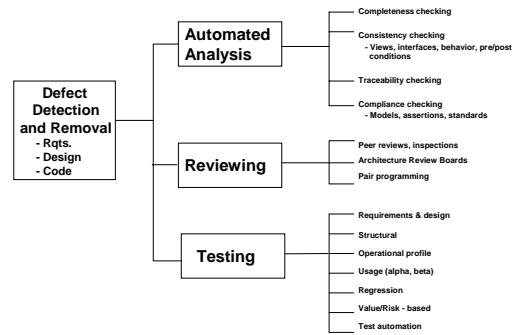 Defect
Detection
and Removal
- Rqts.
- Design
- Code
Automated
Analysis
Completeness checking
Consistency checking
- Views, interfaces, behavior, pre/post
conditions
Traceability checking
Compliance checking
- Models, assertions, standards
Reviewing
Peer reviews, inspections
Architecture Review Boards
Pair programming
Testing
Requirements & design
Structural
Operational profile
Usage (alpha, beta)
Regression
Value/Risk - based
Test automation